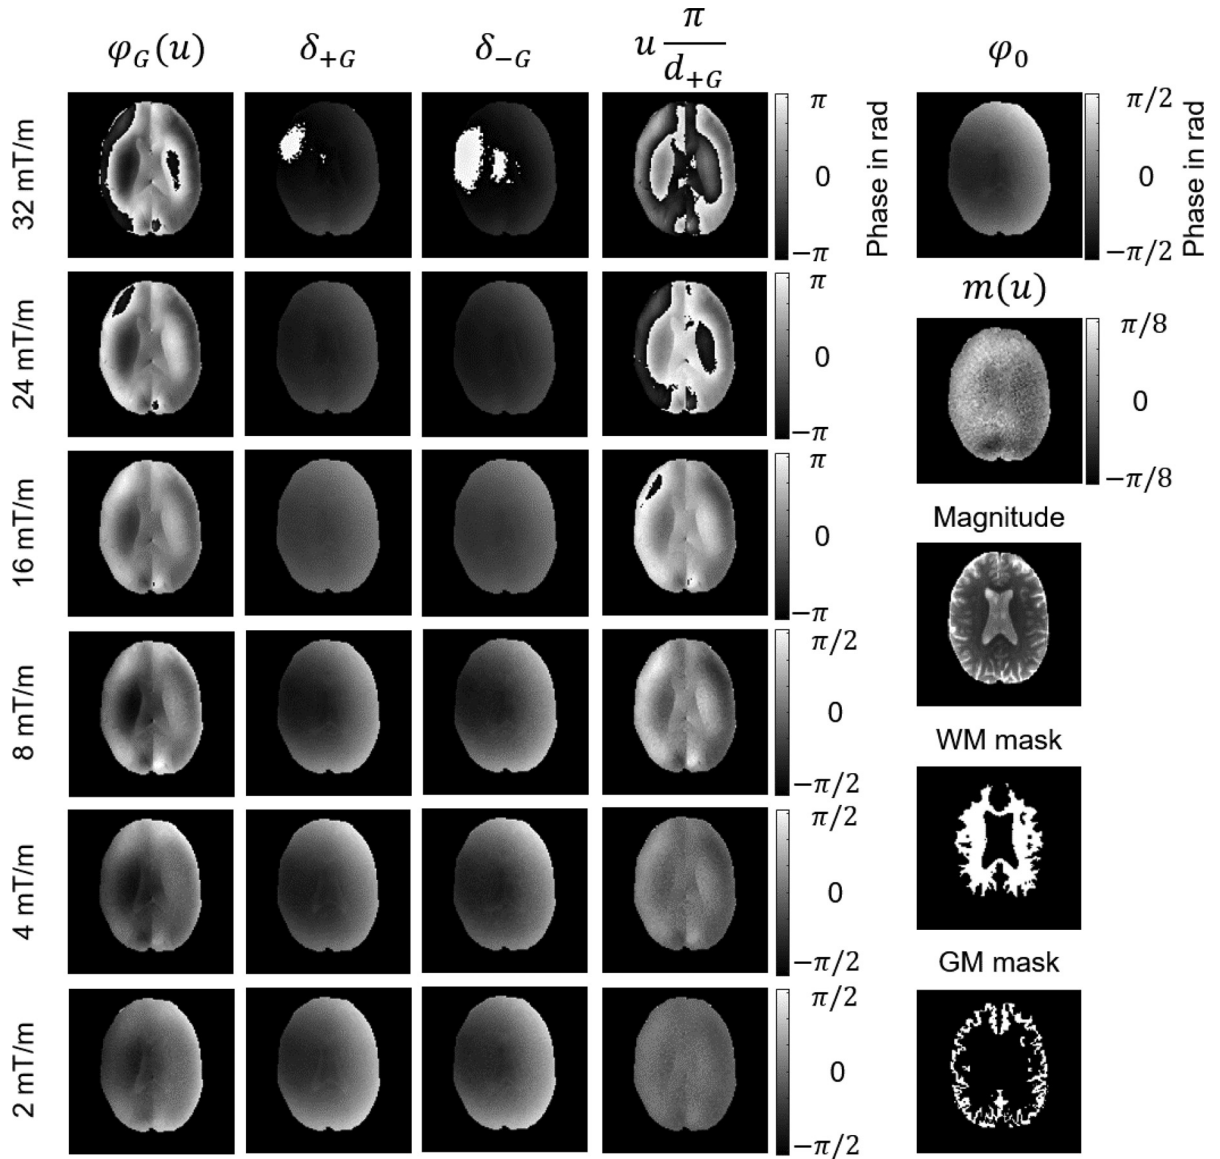 φ_G(u) δ_{+G} δ_{-G} u π/d_{+G} φ_0
32 mT/m
π
0
−π
Phase in rad
π/2
0
−π/2
Phase in rad
24 mT/m
π
0
−π
m(u)
π/8
0
−π/8
16 mT/m
π
0
−π
Magnitude
8 mT/m
π/2
0
−π/2
WM mask
4 mT/m
π/2
0
−π/2
GM mask
2 mT/m
π/2
0
−π/2